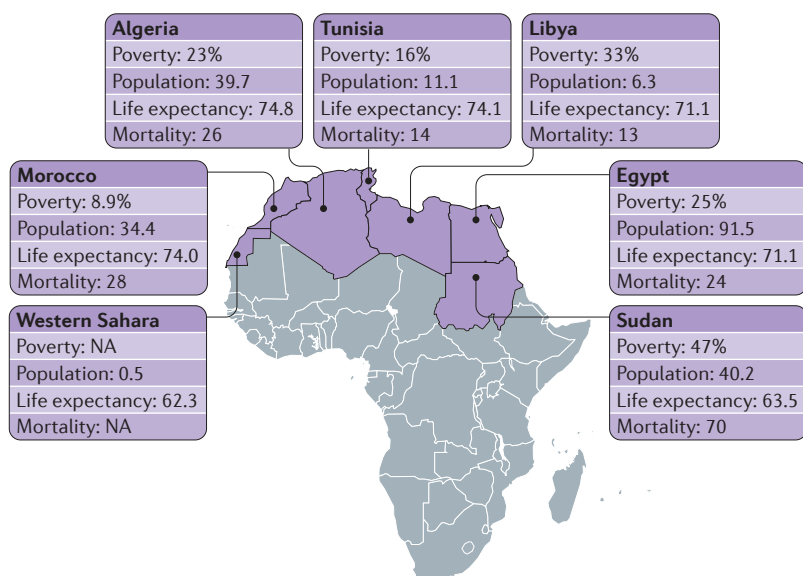 Algeria
Poverty: 23%
Population: 39.7
Life expectancy: 74.8
Mortality: 26
Tunisia
Poverty: 16%
Population: 11.1
Life expectancy: 74.1
Mortality: 14
Libya
Poverty: 33%
Population: 6.3
Life expectancy: 71.1
Mortality: 13
Morocco
Poverty: 8.9%
Population: 34.4
Life expectancy: 74.0
Mortality: 28
Egypt
Poverty: 25%
Population: 91.5
Life expectancy: 71.1
Mortality: 24
Western Sahara
Poverty: NA
Population: 0.5
Life expectancy: 62.3
Mortality: NA
Sudan
Poverty: 47%
Population: 40.2
Life expectancy: 63.5
Mortality: 70